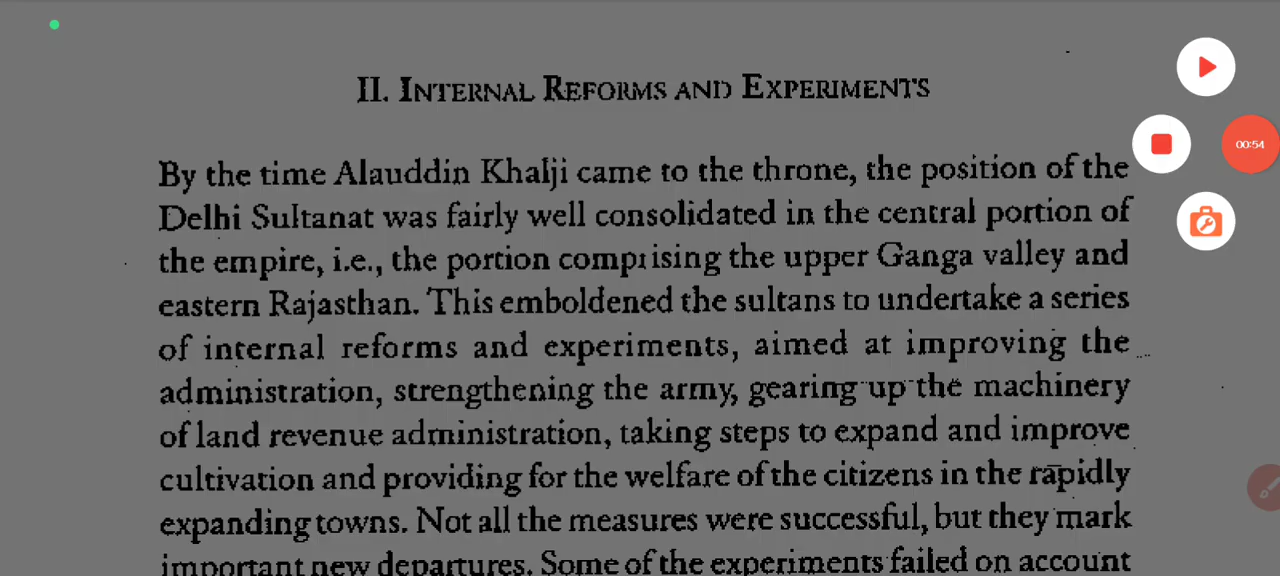 II. INTERNAL REFORMS AND EXPERIMENTS
By the time Alauddin Khalji came to the throne, the position of the
Delhi Sultanat was fairly well consolidated in the central portion of
the empire, i.e., the portion comprising the upper Ganga valley and
eastern Rajasthan. This emboldened the sultans to undertake a series
of internal reforms and experiments, aimed at improving the
administration, strengthening the army, gearing up the machinery
of land revenue administration, taking steps to expand and improve
cultivation and providing for the welfare of the citizens in the rapidly
expanding towns. Not all the measures were successful, but they mark
important new departures. Some of the experiments failed on account
00:54